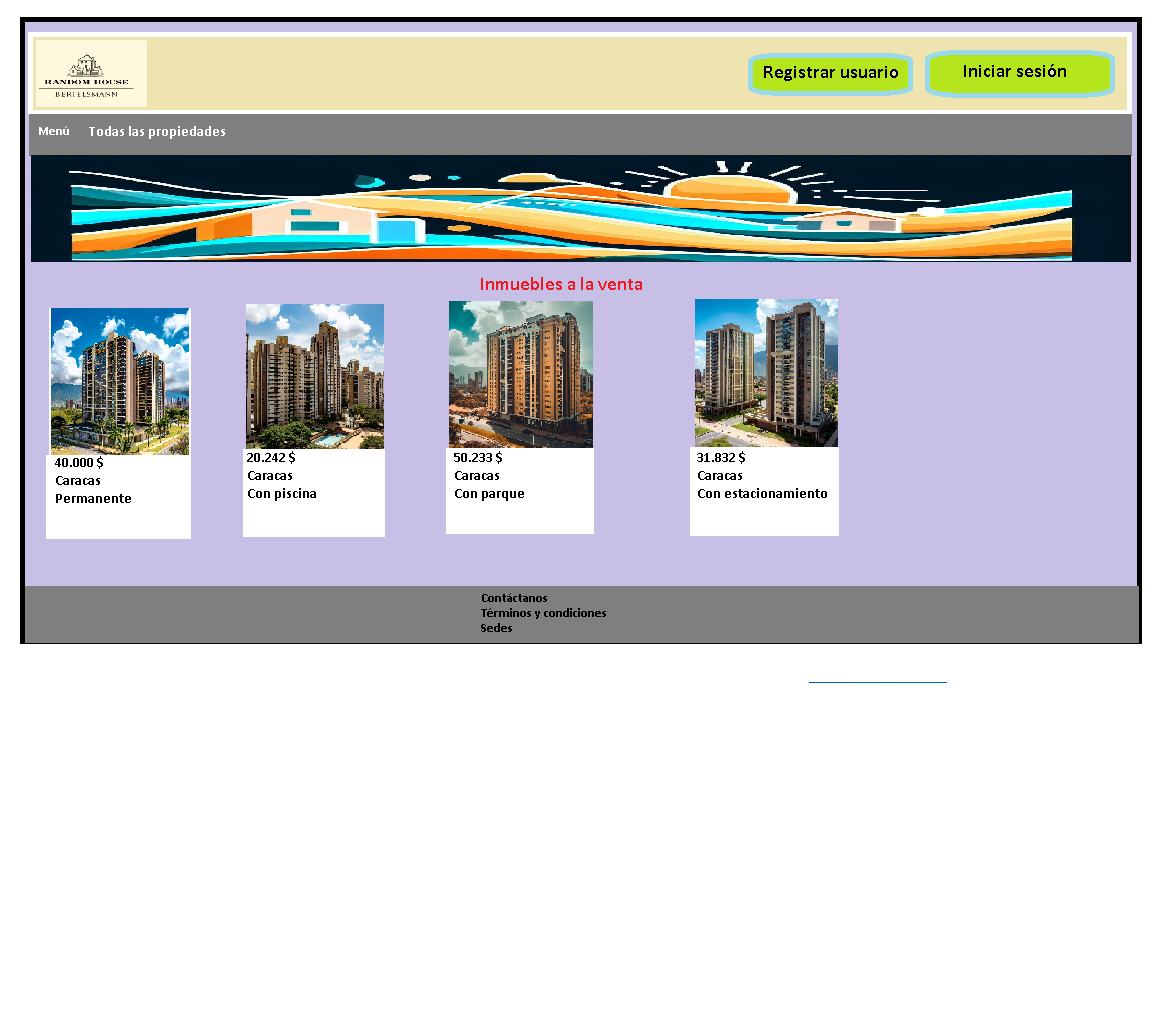 RANDOM HOUSE
BERTELSMANN
Registrar usuario
Iniciar sesión
Menú
Todas las propiedades
Inmuebles a la venta
40.000 $
Caracas
Permanente
20.242 $
Caracas
Con piscina
50.233 $
Caracas
Con parque
31.832 $
Caracas
Con estacionamiento
Contáctanos
Términos y condiciones
Sedes